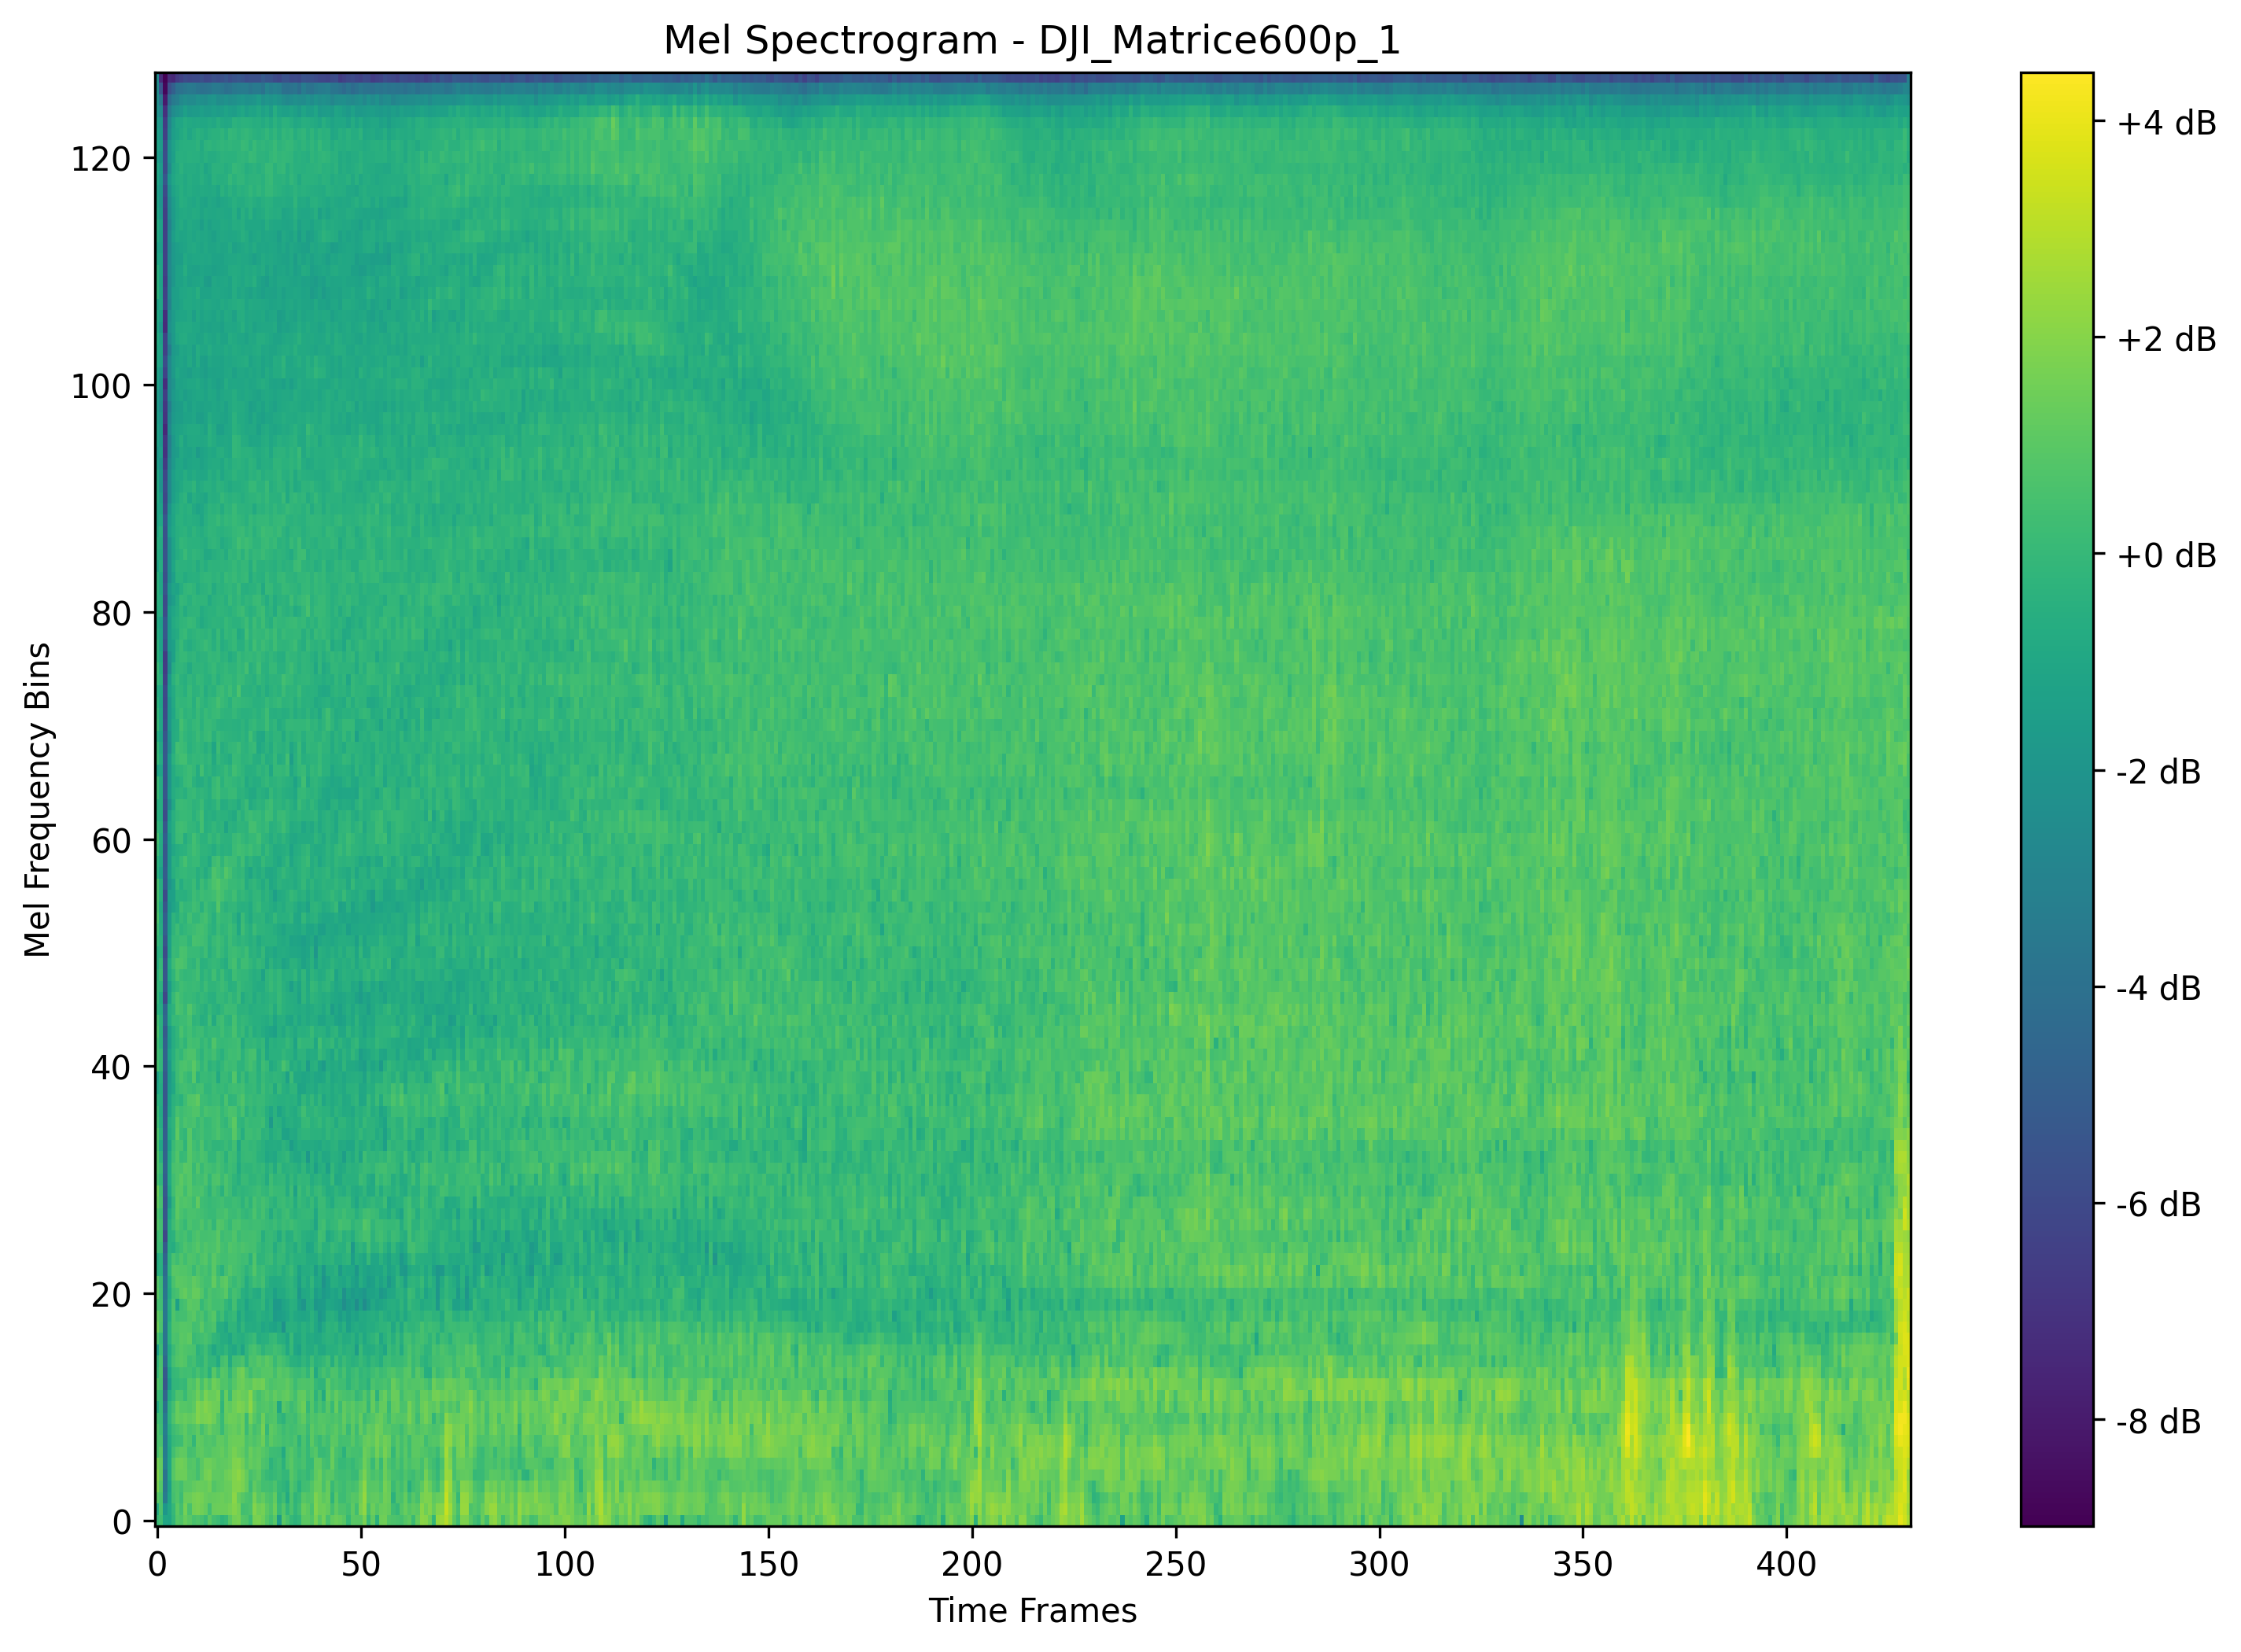 Mel Spectrogram - DJI_Matrice600p_1
Mel Frequency Bins
120
100
80
60
40
20
0
0 50 100 150 200 250 300 350 400
Time Frames
+4 dB
+2 dB
+0 dB
-2 dB
-4 dB
-6 dB
-8 dB